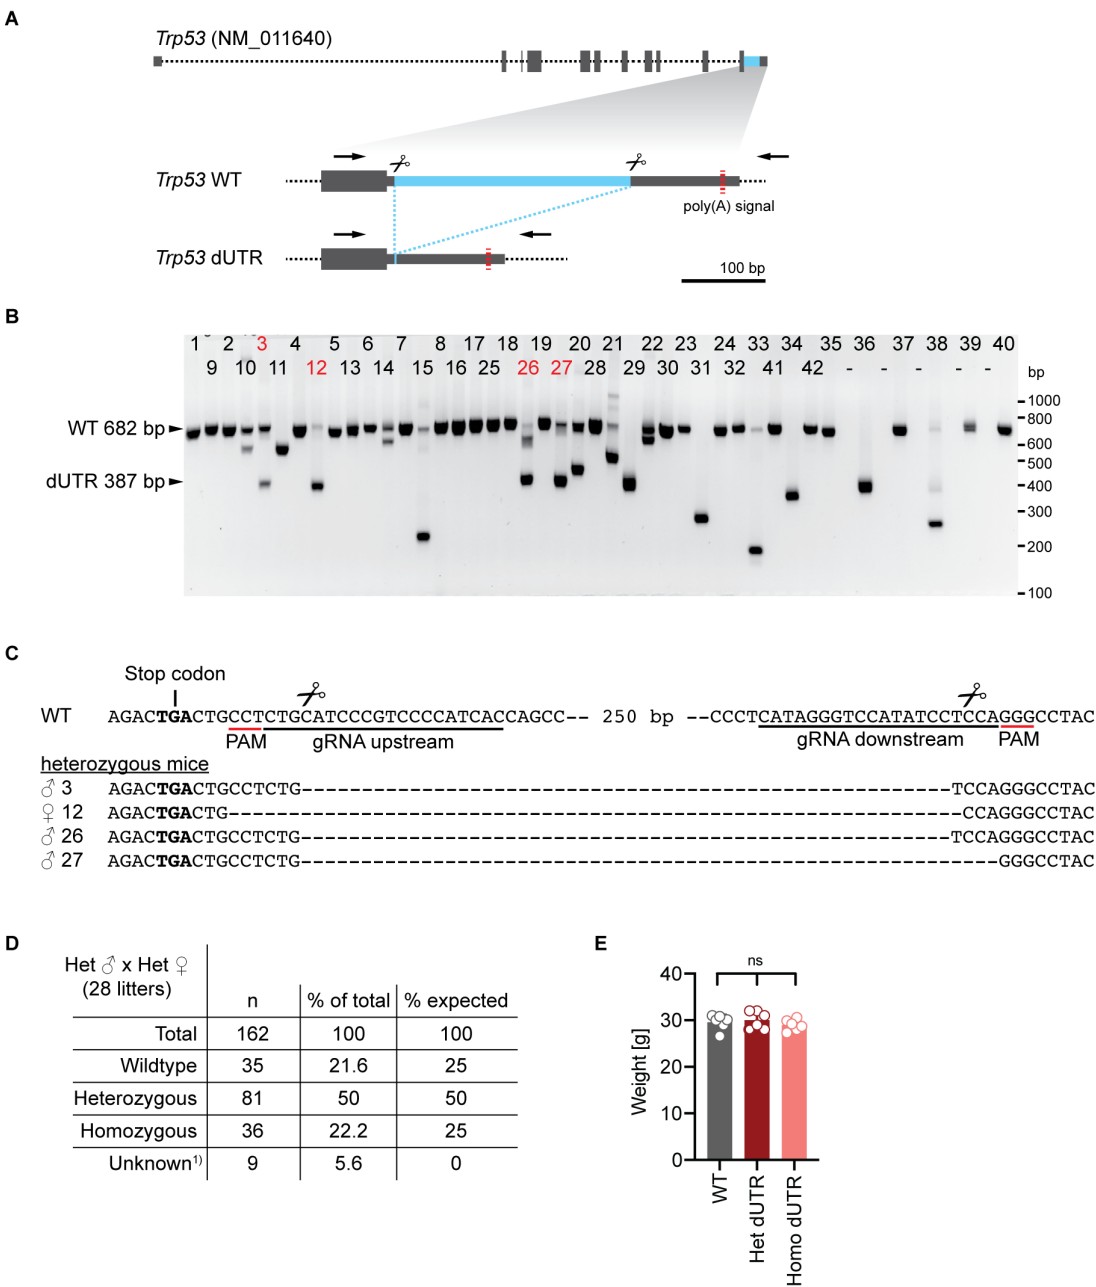 A
Trp53 (NM_011640)
Trp53 WT
poly(A) signal
Trp53 dUTR
100 bp
B
1 2 3 4 5 6 7 8 17 18 19 20 21 22 23 24 33 34 35 36 37 38 39 40
9 10 11 12 13 14 15 16 25 26 27 28 29 30 31 32 41 42 - - - - -
bp
WT 682 bp
dUTR 387 bp
1000
800
600
500
400
300
200
100
C
Stop codon
WT AGACTGACTGCCTCTGCATCCCGTCCCCATCACCAGCC-- 250 bp --CCCTCATAGGGTCCATATCCTCCAGGGCCTAC
PAM gRNA upstream gRNA downstream PAM
heterozygous mice
♂ 3 AGACTGACTGCCTCTG------------------------------------------------------TCCAGGGCCTAC
♀ 12 AGACTGACTG-------------------------------------------------------------CCAGGGCCTAC
♂ 26 AGACTGACTGCCTCTG------------------------------------------------------TCCAGGGCCTAC
♂ 27 AGACTGACTGCCTCTG----------------------------------------------------------GGGCCTAC
D
Het ♂ x Het ♀
(28 litters)
n % of total % expected
Total 162 100 100
Wildtype 35 21.6 25
Heterozygous 81 50 50
Homozygous 36 22.2 25
Unknown1) 9 5.6 0
E
ns
Weight [g]
40
30
20
10
0
WT
Het dUTR
Homo dUTR